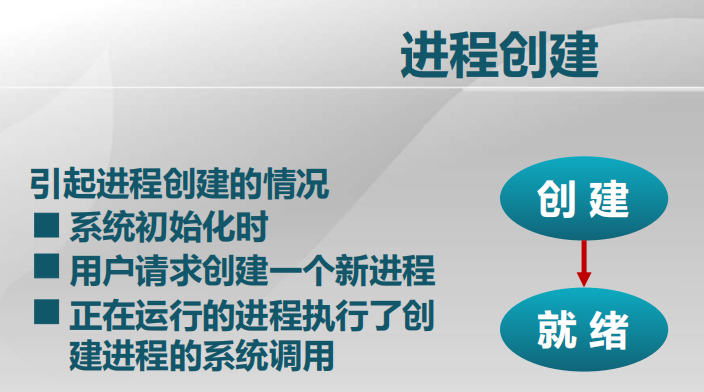 进程创建
引起进程创建的情况
系统初始化时
用户请求创建一个新进程
正在运行的进程执行了创
建进程的系统调用
创 建
就 绪